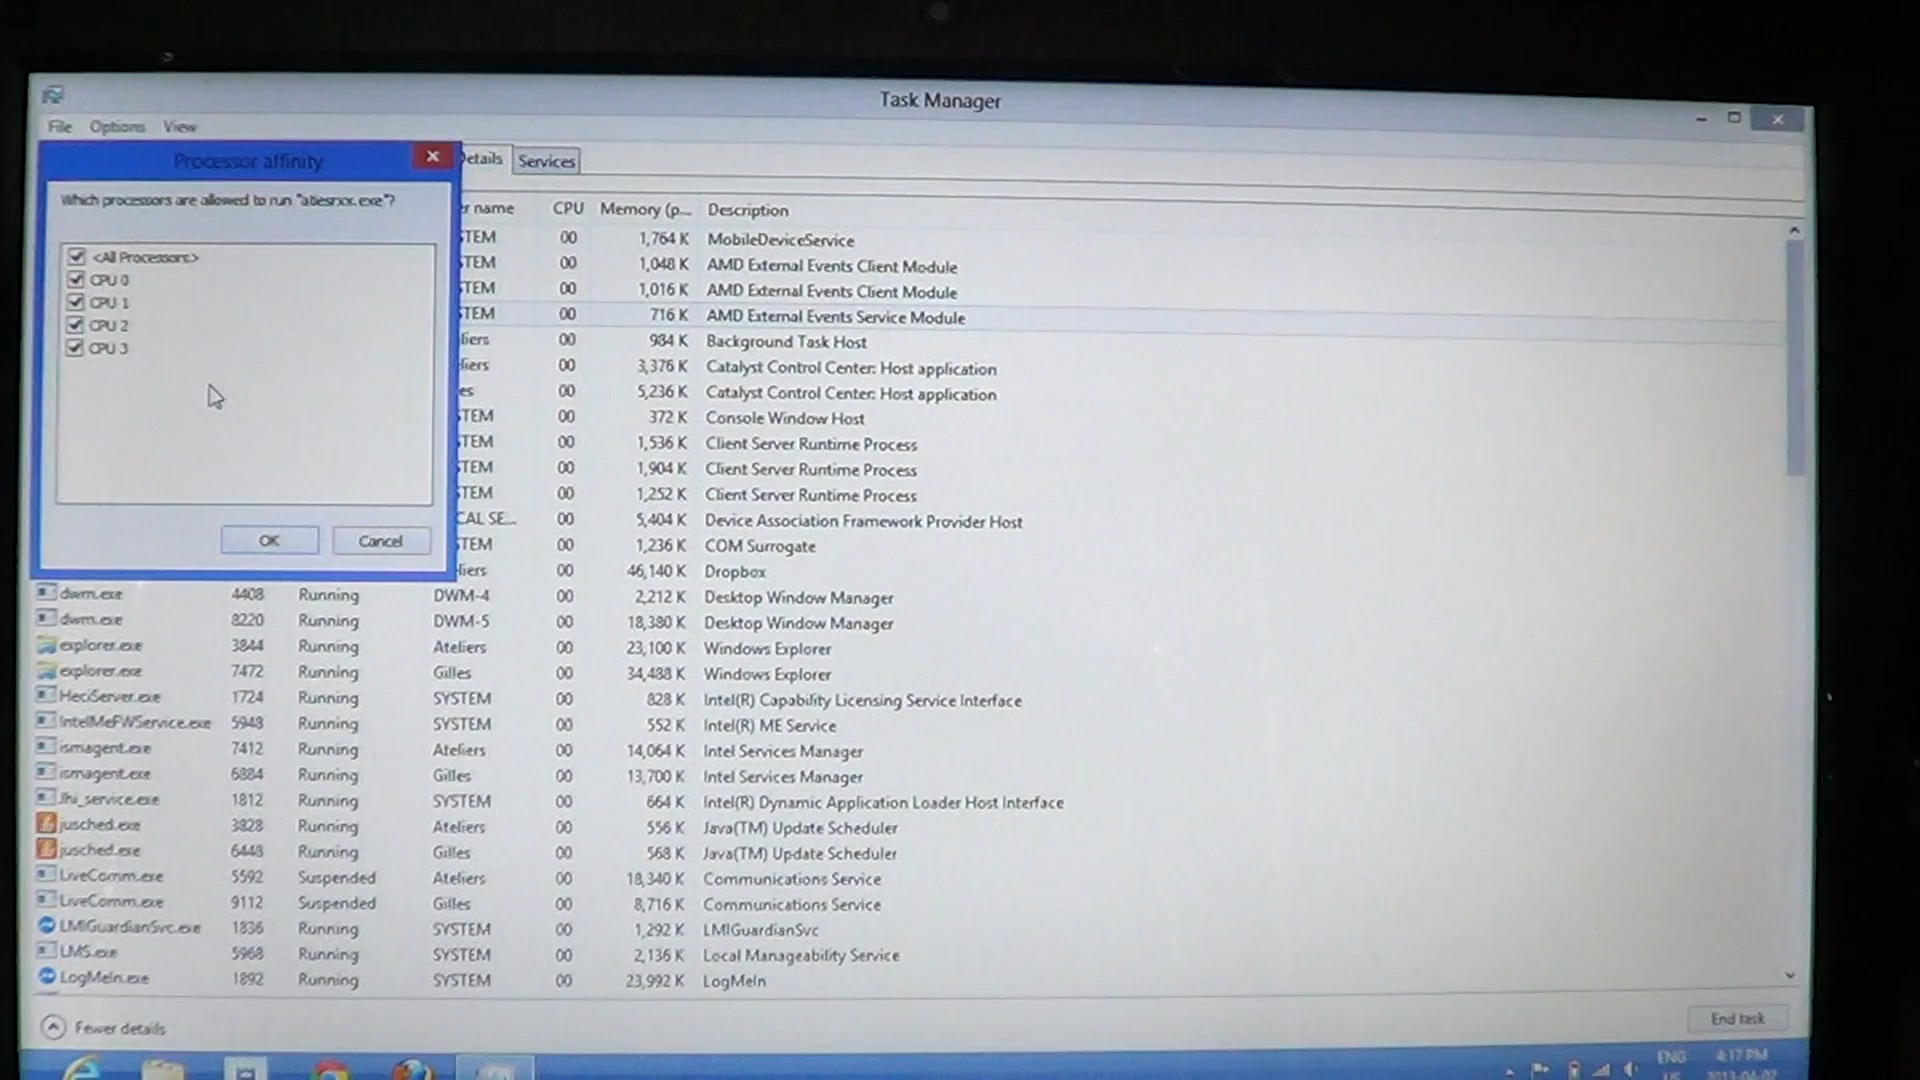 Task Manager
File Options View
Processor affinity
Details Services
Which processors are allowed to run "atiesrxx.exe"?
<All Processors>
CPU 0
CPU 1
CPU 2
CPU 3
OK Cancel
r name CPU Memory (p... Description
STEM 00 1,764 K MobileDeviceService
STEM 00 1,048 K AMD External Events Client Module
STEM 00 1,016 K AMD External Events Client Module
STEM 00 716 K AMD External Events Service Module
liers 00 984 K Background Task Host
liers 00 3,376 K Catalyst Control Center: Host application
es 00 5,236 K Catalyst Control Center: Host application
STEM 00 372 K Console Window Host
STEM 00 1,536 K Client Server Runtime Process
STEM 00 1,904 K Client Server Runtime Process
STEM 00 1,252 K Client Server Runtime Process
CAL SE... 00 5,404 K Device Association Framework Provider Host
STEM 00 1,236 K COM Surrogate
liers 00 46,140 K Dropbox
dwm.exe 4408 Running DWM-4 00 2,212 K Desktop Window Manager
dwm.exe 8220 Running DWM-5 00 18,380 K Desktop Window Manager
explorer.exe 3844 Running Ateliers 00 23,100 K Windows Explorer
explorer.exe 7472 Running Gilles 00 34,488 K Windows Explorer
HeciServer.exe 1724 Running SYSTEM 00 828 K Intel(R) Capability Licensing Service Interface
IntelMeFWService.exe 5948 Running SYSTEM 00 552 K Intel(R) ME Service
ismagent.exe 7412 Running Ateliers 00 14,064 K Intel Services Manager
ismagent.exe 6884 Running Gilles 00 13,700 K Intel Services Manager
Jhi_service.exe 1812 Running SYSTEM 00 664 K Intel(R) Dynamic Application Loader Host Interface
jusched.exe 3828 Running Ateliers 00 556 K Java(TM) Update Scheduler
jusched.exe 6448 Running Gilles 00 568 K Java(TM) Update Scheduler
LiveComm.exe 5592 Suspended Ateliers 00 18,340 K Communications Service
LiveComm.exe 9112 Suspended Gilles 00 8,716 K Communications Service
LMIGuardianSvc.exe 1836 Running SYSTEM 00 1,292 K LMIGuardianSvc
LMS.exe 5968 Running SYSTEM 00 2,136 K Local Manageability Service
LogMeIn.exe 1892 Running SYSTEM 00 23,992 K LogMeIn
Fewer details End task
ENG 4:17 PM
US 2013-04-02